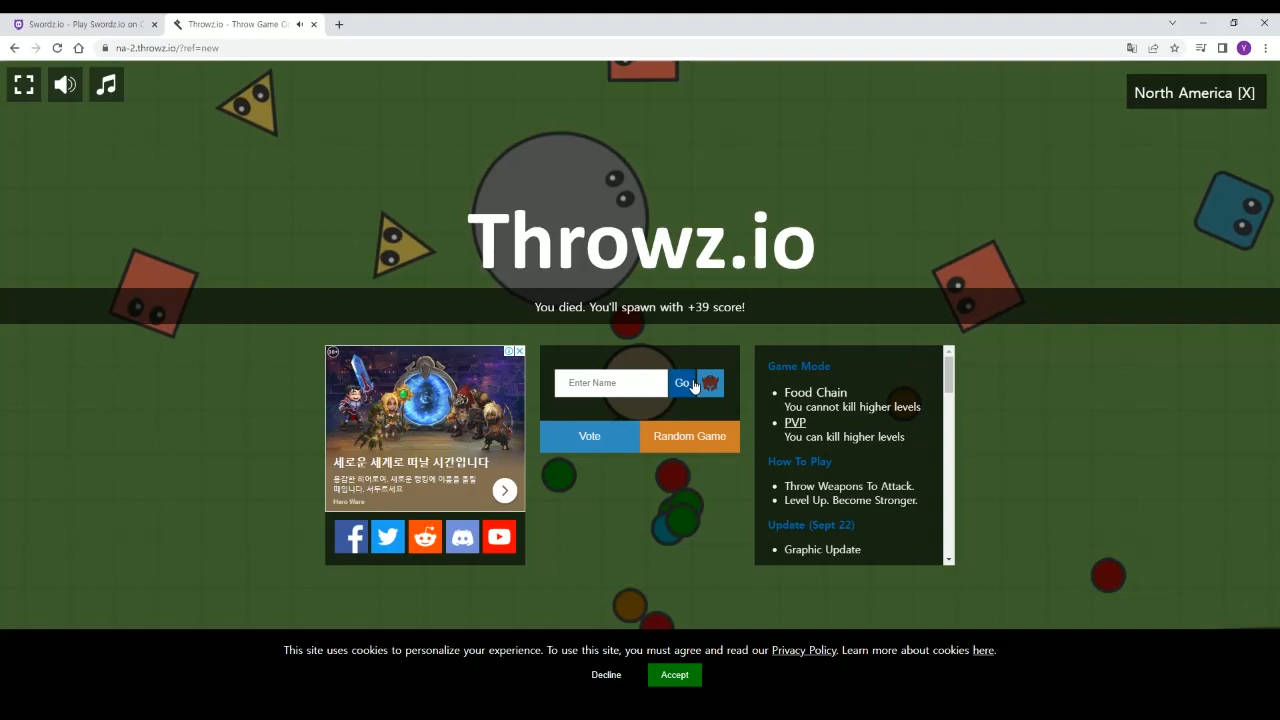 Swordz.io - Play Swordz.io on C
Throwz.io - Throw Game O
na-2.throwz.io/?ref=new
Y
North America [X]
Throwz.io
You died. You'll spawn with +39 score!
16+
세로운 세계로 떠날 시간입니다
Hero Wars
Enter Name
Go
Vote
Random Game
Game Mode
• Food Chain
You cannot kill higher levels
• PVP
You can kill higher levels
How To Play
• Throw Weapons To Attack.
• Level Up. Become Stronger.
Update (Sept 22)
• Graphic Update
This site uses cookies to personalize your experience. To use this site, you must agree and read our Privacy Policy. Learn more about cookies here.
Decline
Accept